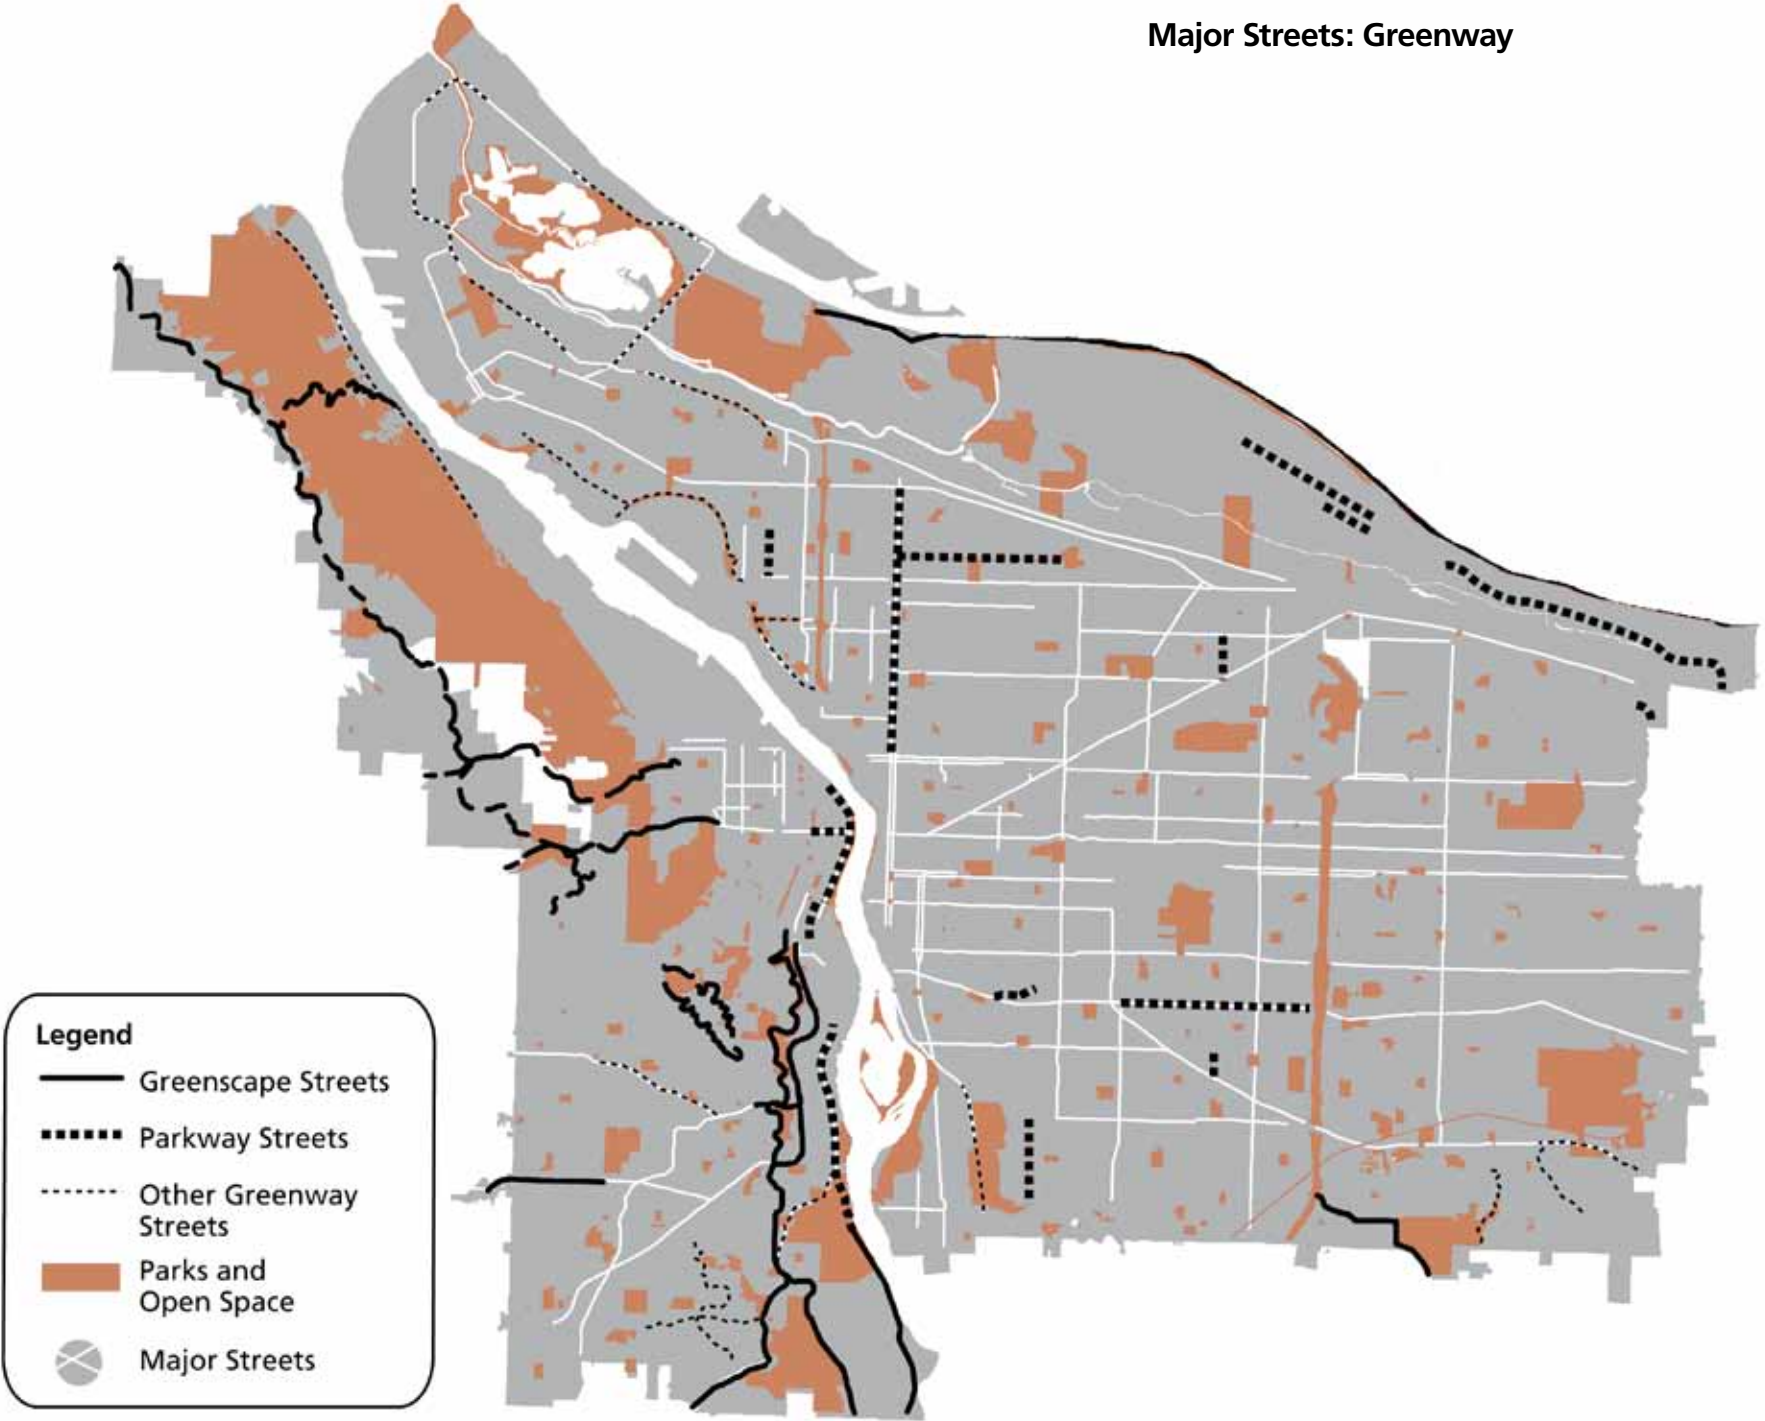 Major Streets: Greenway
Legend
Greenscape Streets
Parkway Streets
Other Greenway
Streets
Parks and
Open Space
Major Streets